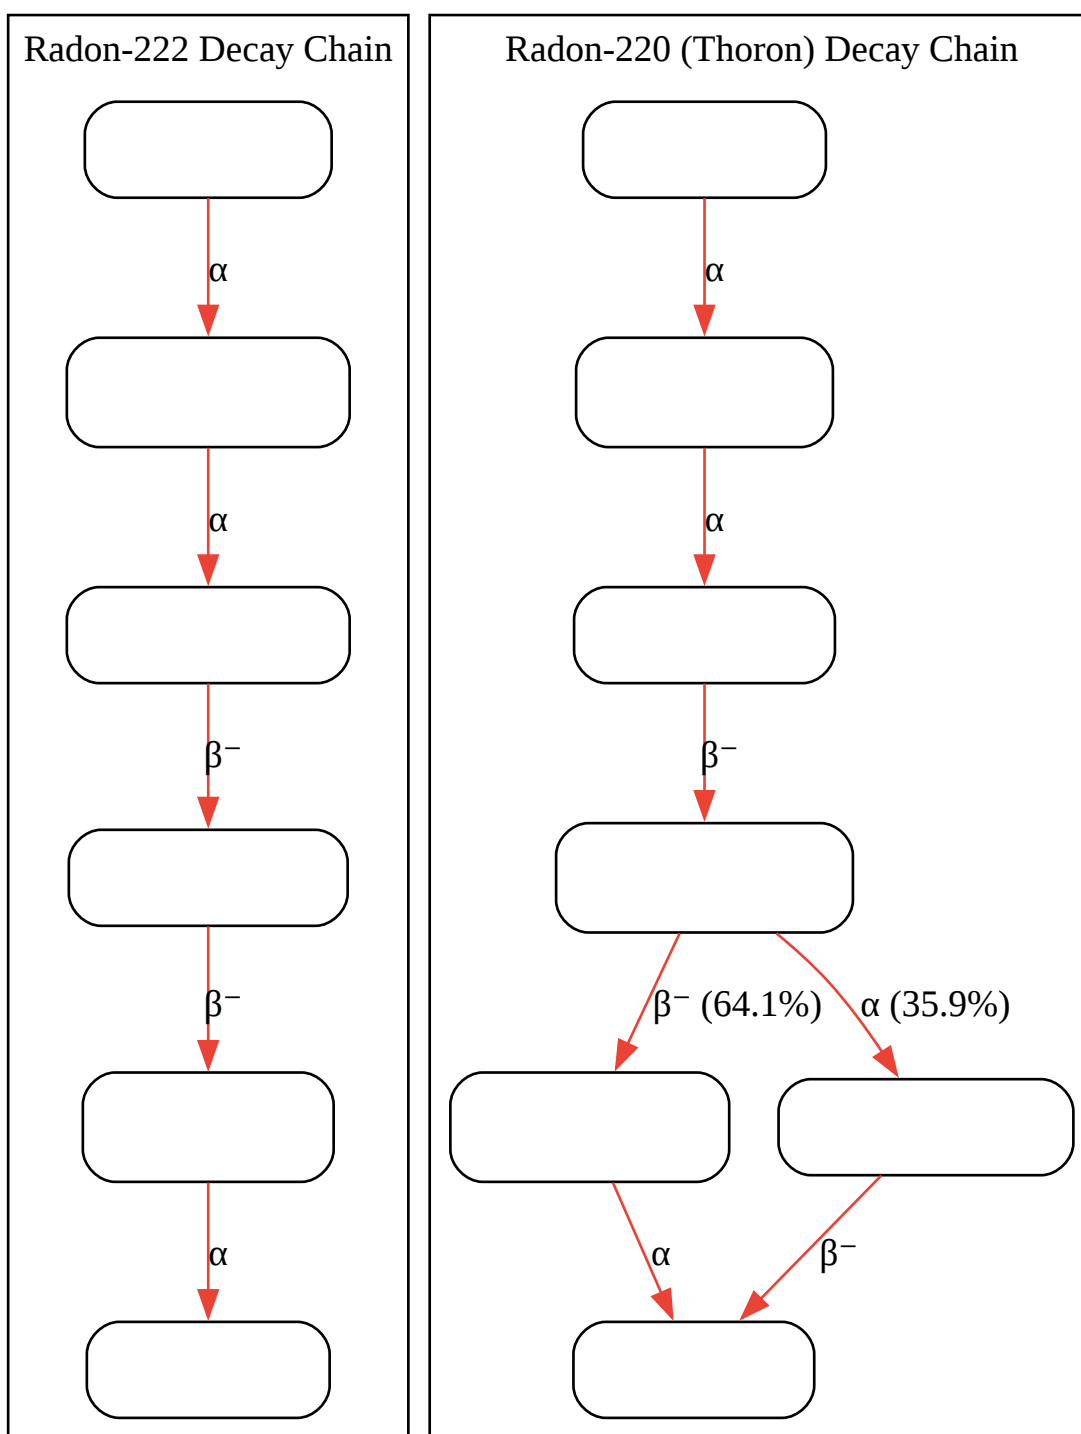 Radon-222 Decay Chain
α
α
β⁻
β⁻
α
Radon-220 (Thoron) Decay Chain
α
α
β⁻
β⁻ (64.1%)
α (35.9%)
α
β⁻